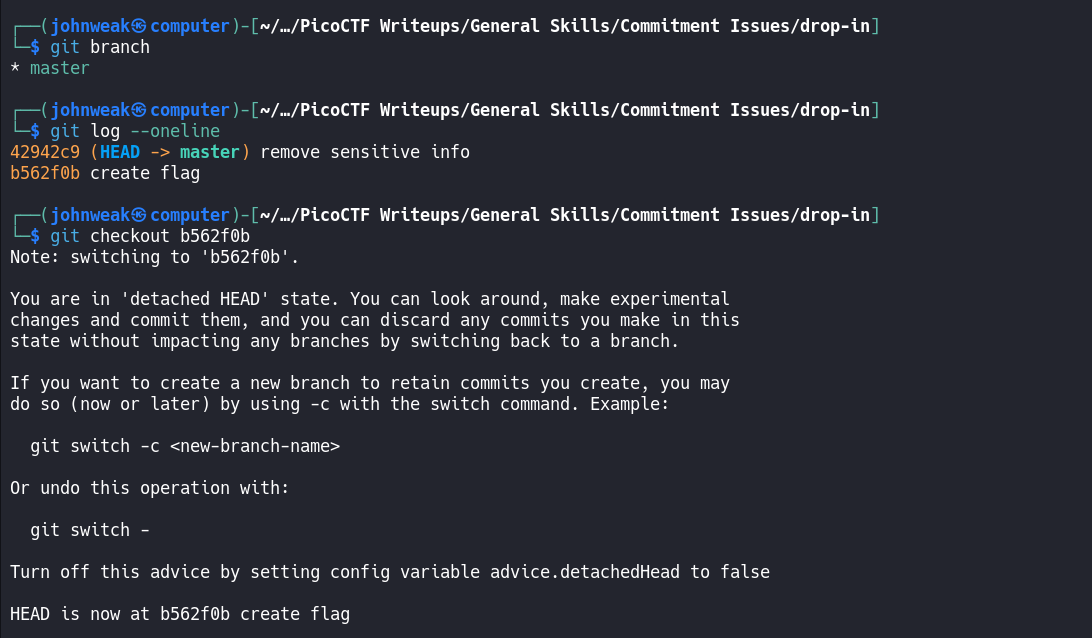 ┌──(johnweak㉿computer)-[~/…/PicoCTF Writeups/General Skills/Commitment Issues/drop-in]
└─$ git branch
* master
┌──(johnweak㉿computer)-[~/…/PicoCTF Writeups/General Skills/Commitment Issues/drop-in]
└─$ git log --oneline
42942c9 (HEAD -> master) remove sensitive info
b562f0b create flag
┌──(johnweak㉿computer)-[~/…/PicoCTF Writeups/General Skills/Commitment Issues/drop-in]
└─$ git checkout b562f0b
Note: switching to 'b562f0b'.
You are in 'detached HEAD' state. You can look around, make experimental
changes and commit them, and you can discard any commits you make in this
state without impacting any branches by switching back to a branch.
If you want to create a new branch to retain commits you create, you may
do so (now or later) by using -c with the switch command. Example:
git switch -c <new-branch-name>
Or undo this operation with:
git switch -
Turn off this advice by setting config variable advice.detachedHead to false
HEAD is now at b562f0b create flag